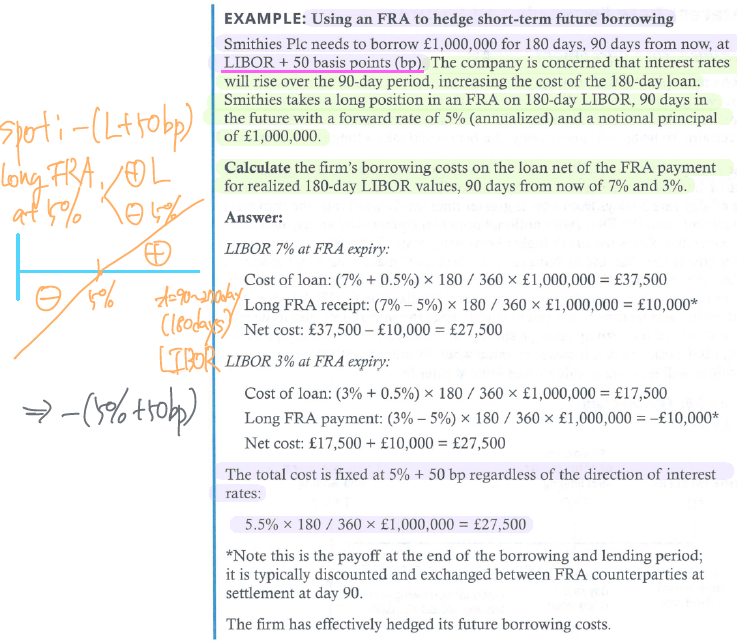 EXAMPLE: Using an FRA to hedge short-term future borrowing
Smithies Plc needs to borrow £1,000,000 for 180 days, 90 days from now, at
LIBOR + 50 basis points (bp). The company is concerned that interest rates
will rise over the 90-day period, increasing the cost of the 180-day loan.
Smithies takes a long position in an FRA on 180-day LIBOR, 90 days in
the future with a forward rate of 5% (annualized) and a notional principal
of £1,000,000.
Calculate the firm's borrowing costs on the loan net of the FRA payment
for realized 180-day LIBOR values, 90 days from now of 7% and 3%.
Answer:
LIBOR 7% at FRA expiry:
Cost of loan: (7% + 0.5%) × 180 / 360 × £1,000,000 = £37,500
Long FRA receipt: (7% – 5%) × 180 / 360 × £1,000,000 = £10,000*
Net cost: £37,500 – £10,000 = £27,500
LIBOR 3% at FRA expiry:
Cost of loan: (3% + 0.5%) × 180 / 360 × £1,000,000 = £17,500
Long FRA payment: (3% – 5%) × 180 / 360 × £1,000,000 = –£10,000*
Net cost: £17,500 + £10,000 = £27,500
The total cost is fixed at 5% + 50 bp regardless of the direction of interest
rates:
5.5% × 180 / 360 × £1,000,000 = £27,500
*Note this is the payoff at the end of the borrowing and lending period;
it is typically discounted and exchanged between FRA counterparties at
settlement at day 90.
The firm has effectively hedged its future borrowing costs.
spot: -(L+50bp)
Long FRA, ⊕ L
at 5% ⊖ 5%
⊕
⊖ 5%
(180days)
LIBOR
⇒ -(5%+50bp)